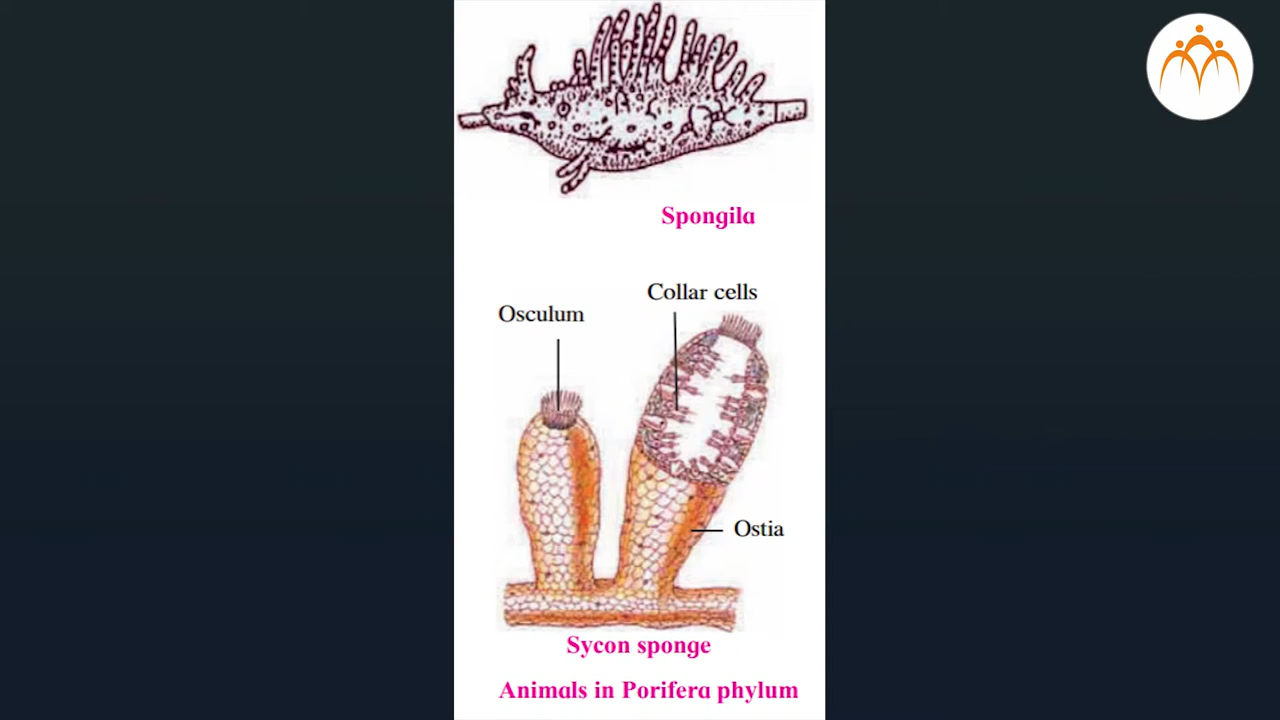 Spongila
Collar cells
Osculum
Ostia
Sycon sponge
Animals in Porifera phylum